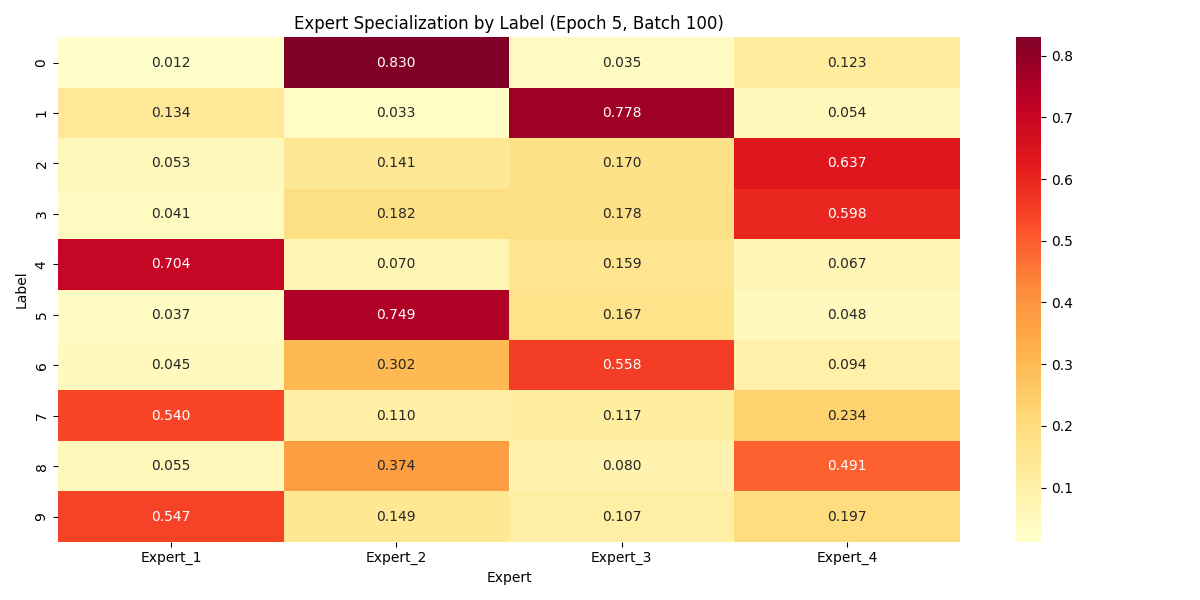 Expert Specialization by Label (Epoch 5, Batch 100)
0 0.012 0.830 0.035 0.123
1 0.134 0.033 0.778 0.054
2 0.053 0.141 0.170 0.637
3 0.041 0.182 0.178 0.598
4 0.704 0.070 0.159 0.067
5 0.037 0.749 0.167 0.048
6 0.045 0.302 0.558 0.094
7 0.540 0.110 0.117 0.234
8 0.055 0.374 0.080 0.491
9 0.547 0.149 0.107 0.197
Label
Expert_1 Expert_2 Expert_3 Expert_4
Expert
0.8
0.7
0.6
0.5
0.4
0.3
0.2
0.1